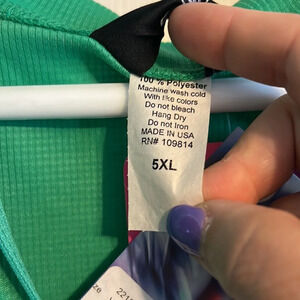 100 % Polyester
Machine wash cold
With like colors
Do not bleach
Hang Dry
Do not Iron
MADE IN USA
RN# 109814
5XL